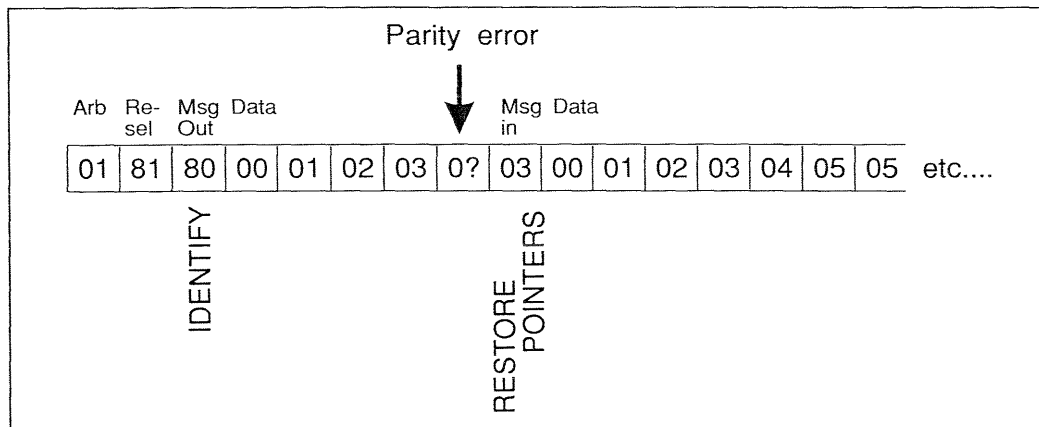 Parity error
Arb Re- Msg Data Msg Data
sel Out in
01 81 80 00 01 02 03 0? 03 00 01 02 03 04 05 05 etc....
IDENTIFY
RESTORE
POINTERS